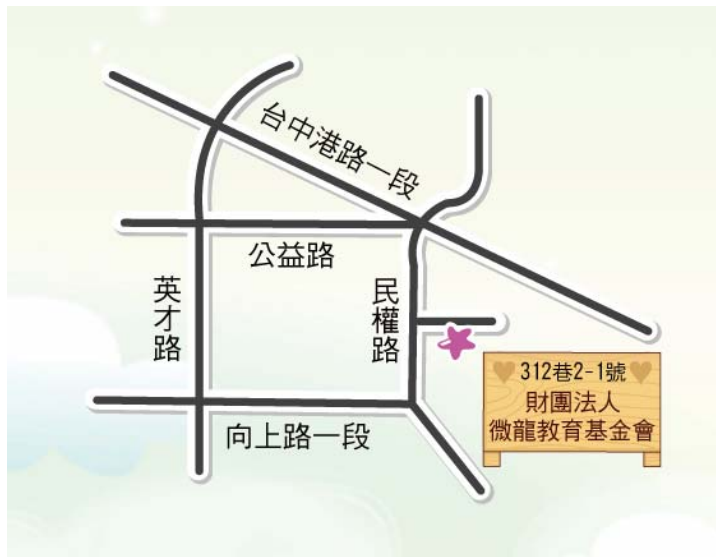 台中港路一段
公益路
英才路
民權路
312巷2-1號
財團法人
微龍教育基金會
向上路一段